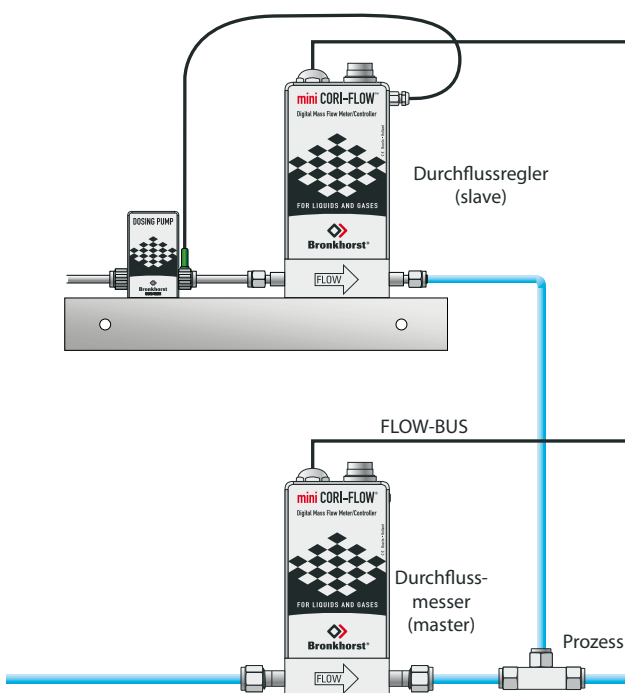 mini CORI-FLOW™
Digital Mass Flow Meter/Controller
FOR LIQUIDS AND GASES
Bronkhorst®
FLOW
Durchflussregler
(slave)
DOSING PUMP
Bronkhorst
FLOW-BUS
mini CORI-FLOW®
Digital Mass Flow Meter/Controller
FOR LIQUIDS AND GASES
Bronkhorst®
FLOW
Durchfluss-
messer
(master)
Prozess